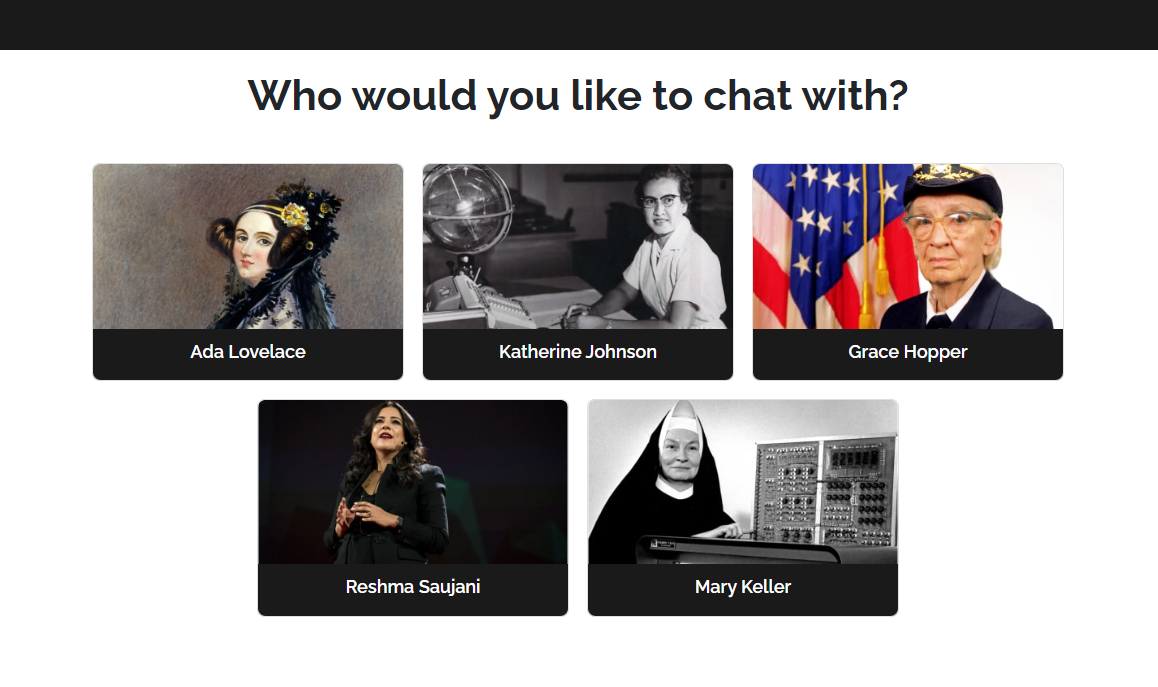 Who would you like to chat with?
Ada Lovelace
Katherine Johnson
Grace Hopper
Reshma Saujani
Mary Keller